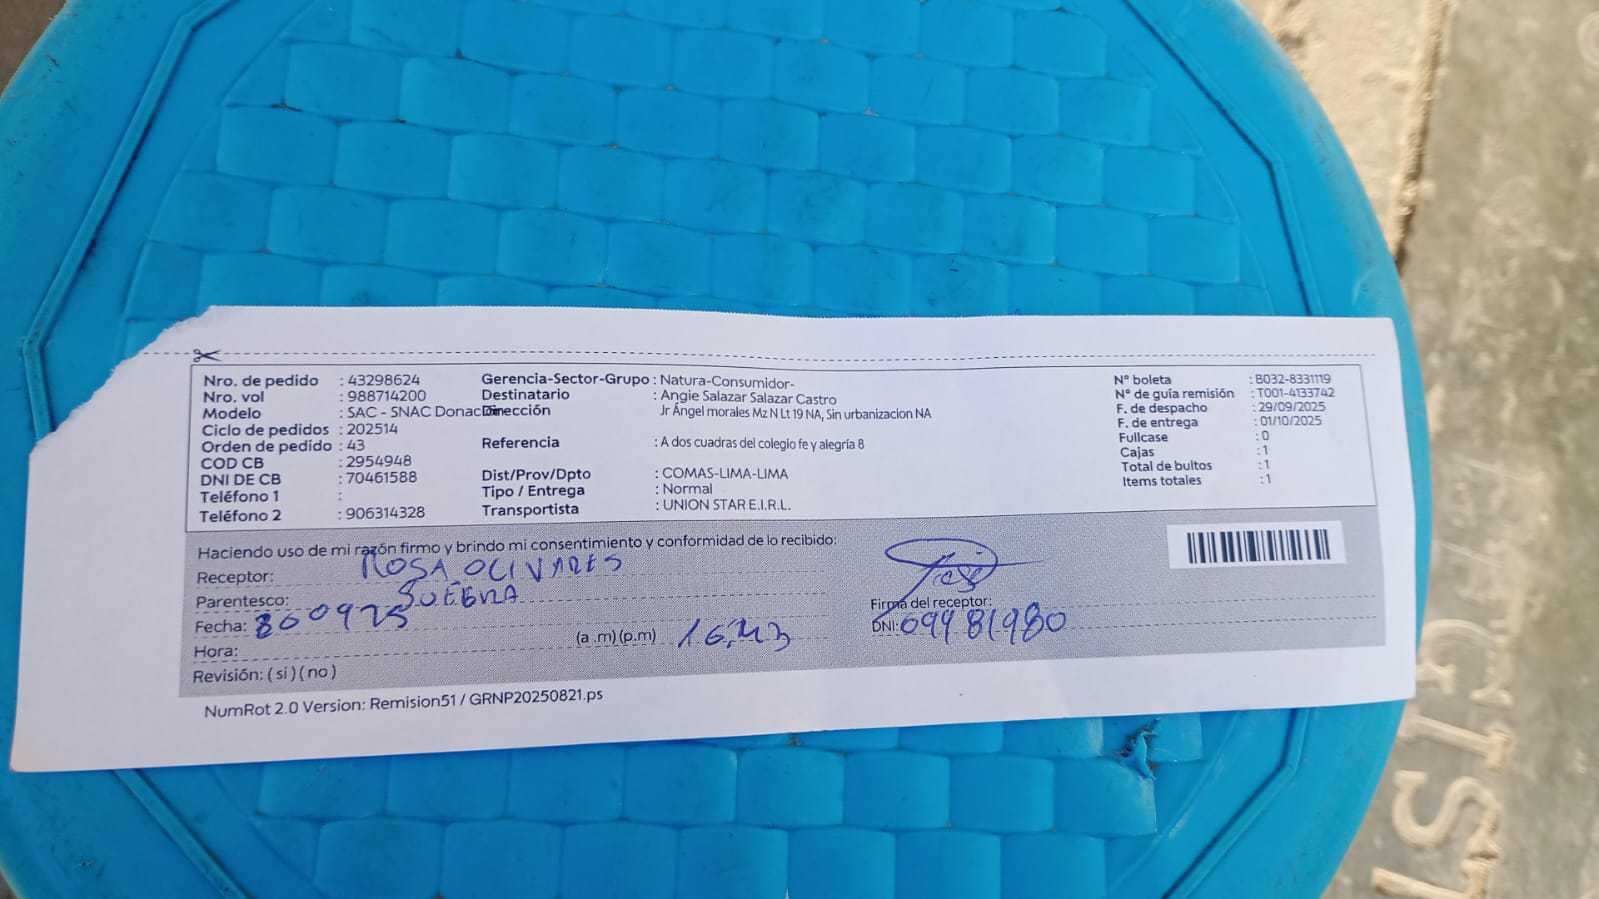 Nro. de pedido : 43298624
Nro. vol : 988714200
Modelo : SAC - SNAC Donac
Ciclo de pedidos : 202514
Orden de pedido : 43
COD CB : 2954948
DNI DE CB : 70461588
Teléfono 1 :
Teléfono 2 : 906314328
Gerencia-Sector-Grupo : Natura-Consumidor-
Destinatario : Angie Salazar Salazar Castro
Dirección Jr Ángel morales Mz N Lt 19 NA, Sin urbanizacion NA
Referencia : A dos cuadras del colegio fe y alegría 8
Dist/Prov/Dpto : COMAS-LIMA-LIMA
Tipo / Entrega : Normal
Transportista : UNION STAR E.I.R.L.
N° boleta : B032-8331119
N° de guía remisión : T001-4133742
F. de despacho : 29/09/2025
F. de entrega : 01/10/2025
Fullcase : 0
Cajas : 1
Total de bultos : 1
Items totales : 1
Haciendo uso de mi razón firmo y brindo mi consentimiento y conformidad de lo recibido:
Receptor: ROSA OLIVARES
Parentesco: SUEGRA
Fecha: 300925
Hora: (a .m) (p.m) 16:43
Revisión: ( si ) ( no )
Firma del receptor:
DNI: 09981980
NumRot 2.0 Version: Remision51 / GRNP20250821.ps